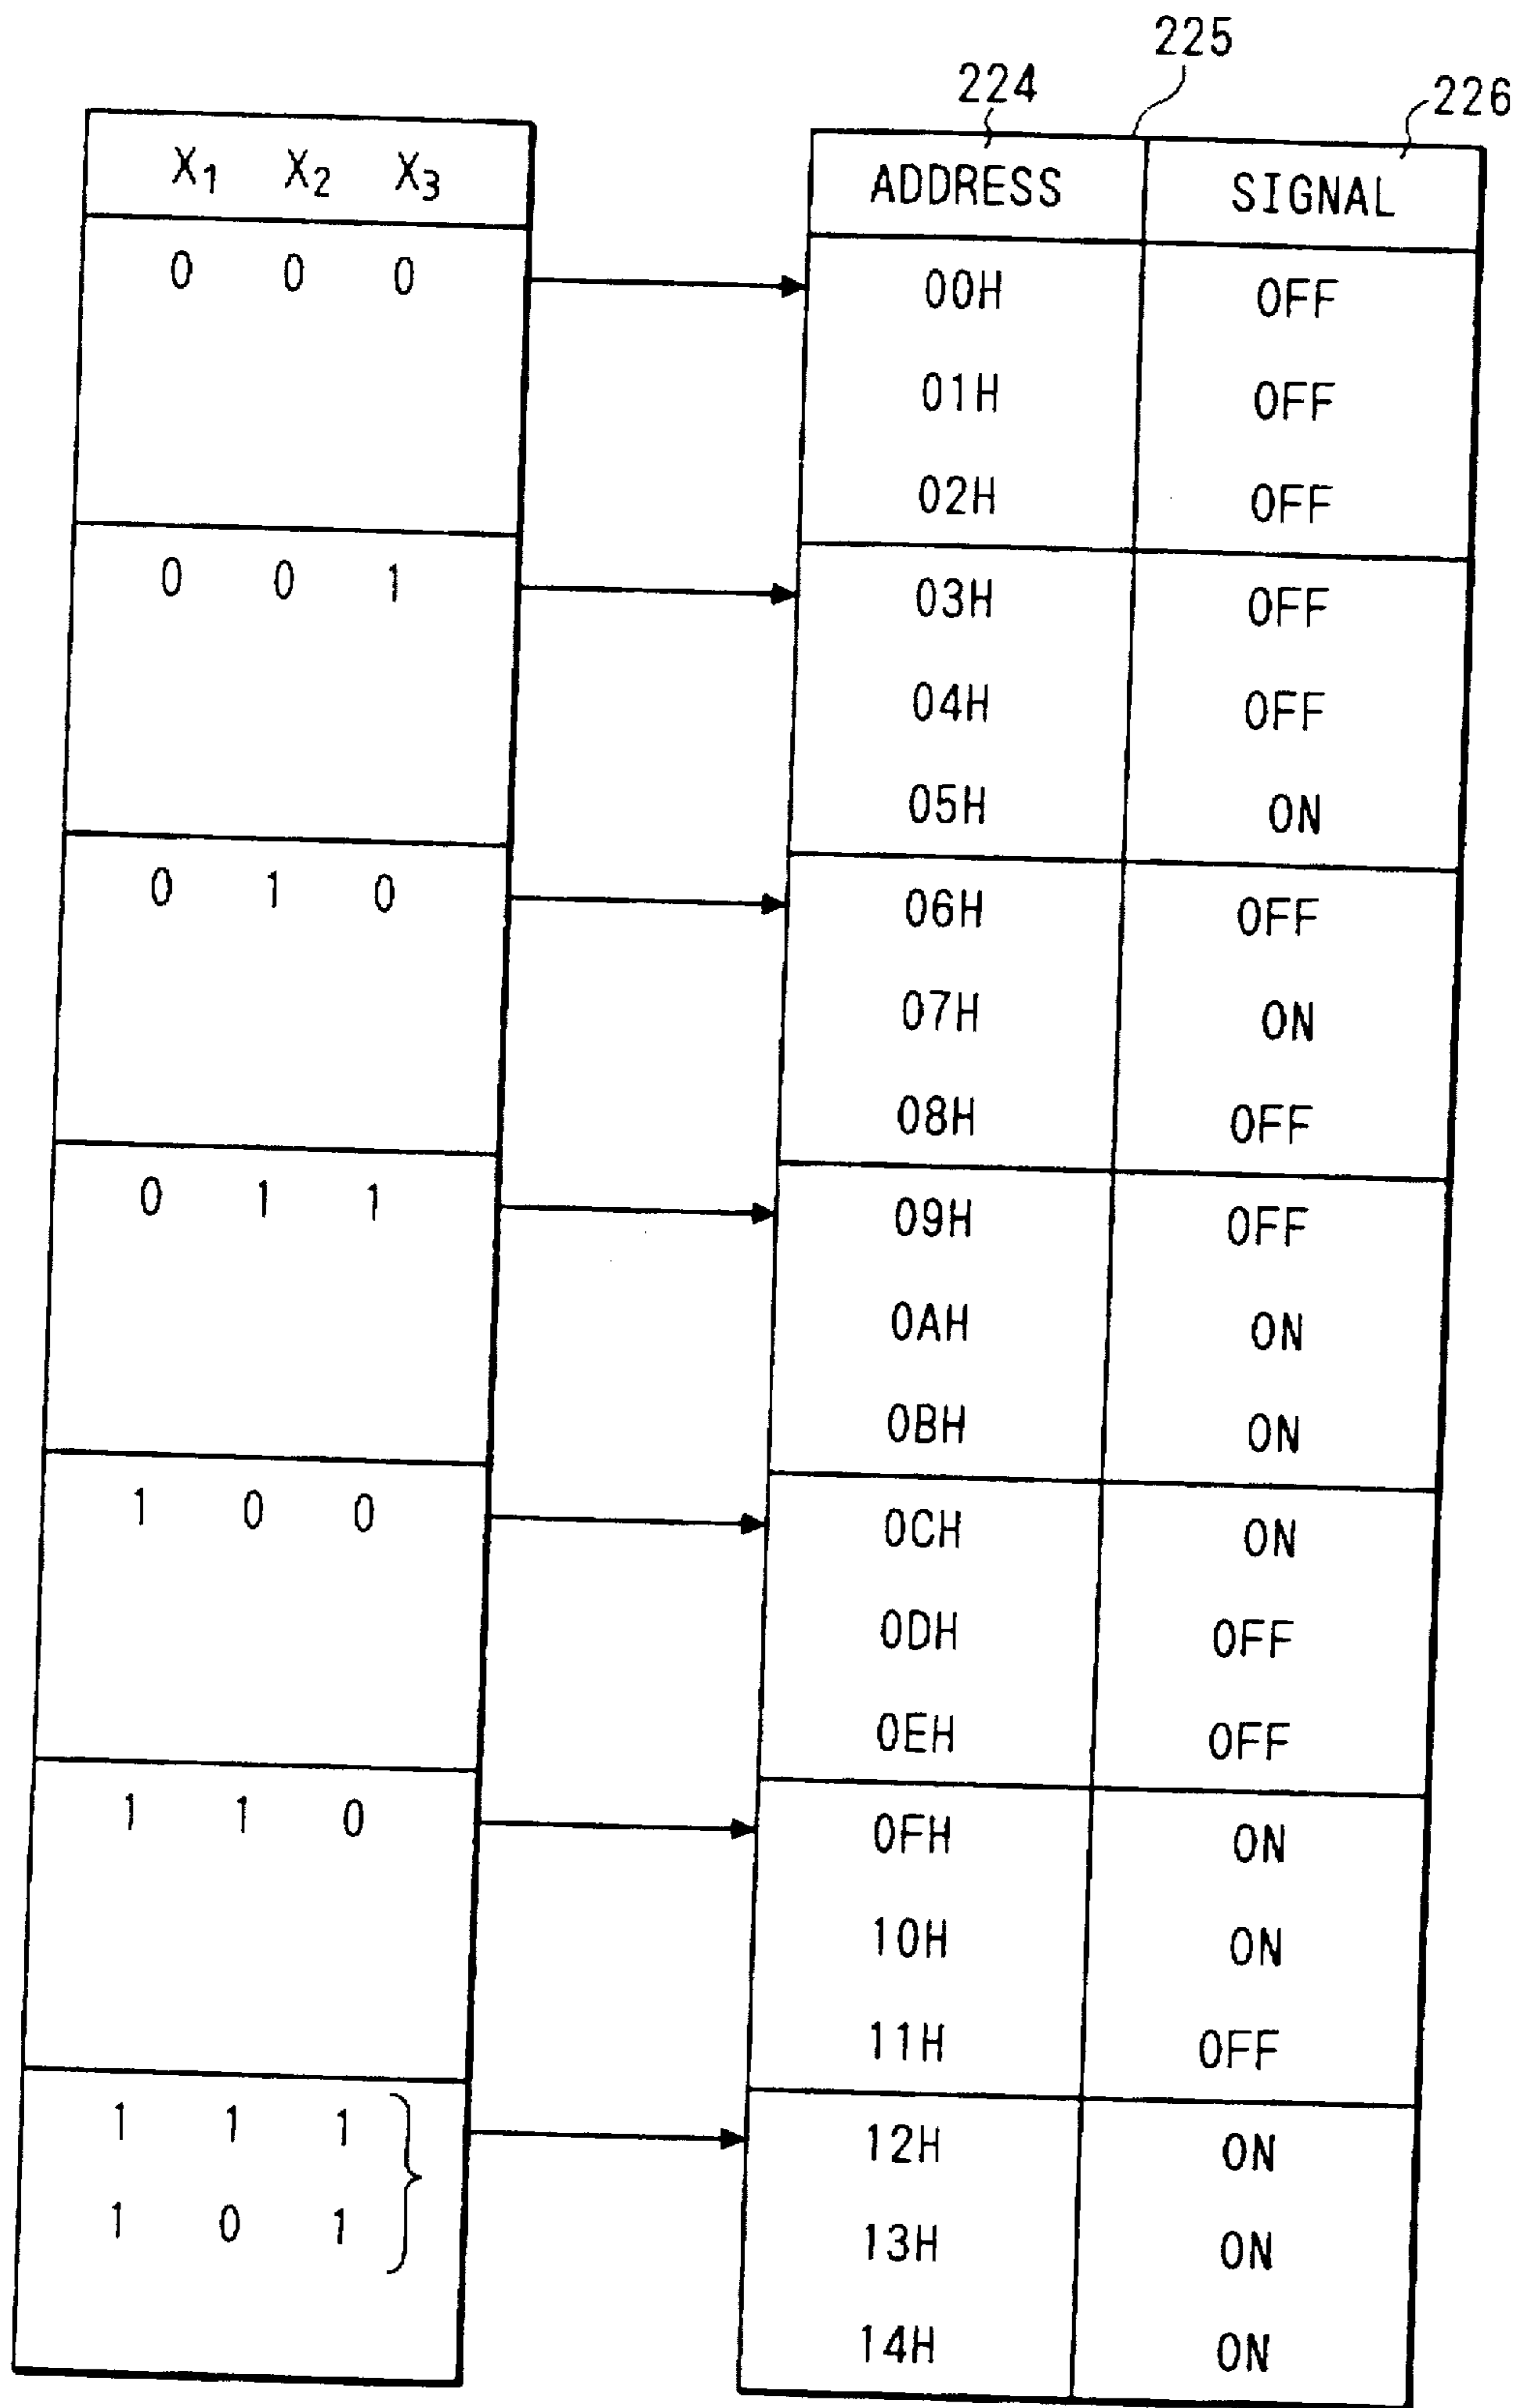 225
224
226
X₁ X₂ X₃
ADDRESS SIGNAL
0 0 0 00H OFF
01H OFF
02H OFF
0 0 1 03H OFF
04H OFF
05H ON
0 1 0 06H OFF
07H ON
08H OFF
0 1 1 09H OFF
0AH ON
0BH ON
1 0 0 0CH ON
0DH OFF
0EH OFF
1 1 0 0FH ON
10H ON
11H OFF
1 1 1 12H ON
1 0 1 13H ON
14H ON